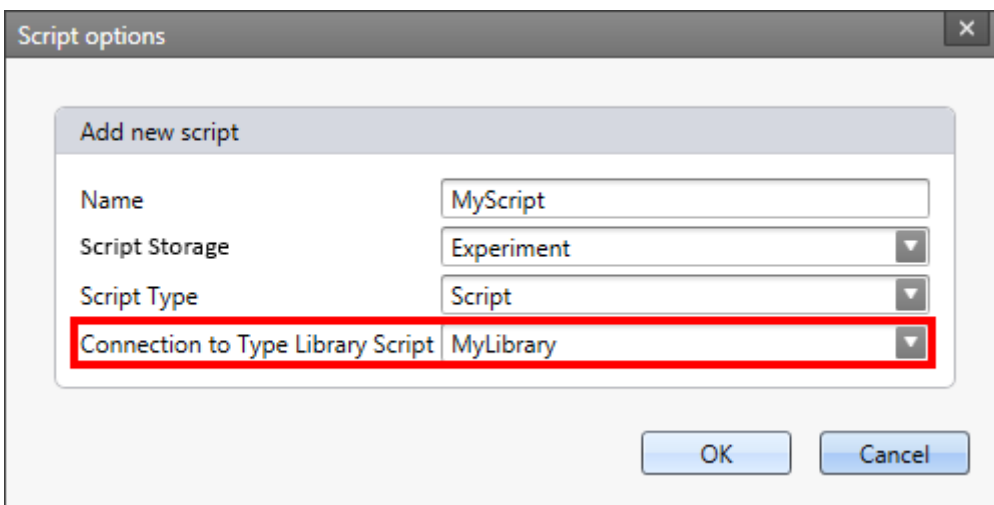 Script options
Add new script
Name MyScript
Script Storage Experiment
Script Type Script
Connection to Type Library Script MyLibrary
OK Cancel